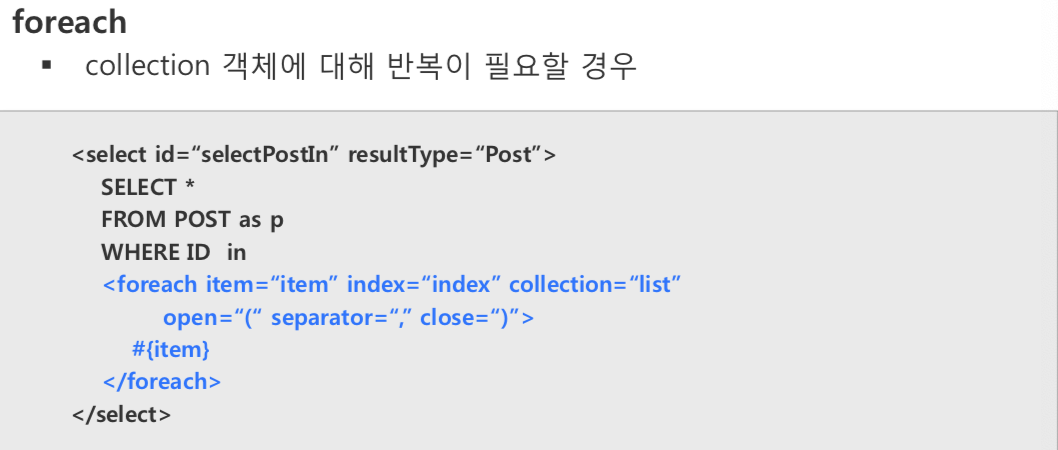 foreach
▪ collection 객체에 대해 반복이 필요할 경우
<select id=“selectPostIn” resultType=“Post”>
SELECT *
FROM POST as p
WHERE ID  in
<foreach item=“item” index=“index” collection=“list”
open=“(“ separator=“,” close=“)”>
#{item}
</foreach>
</select>